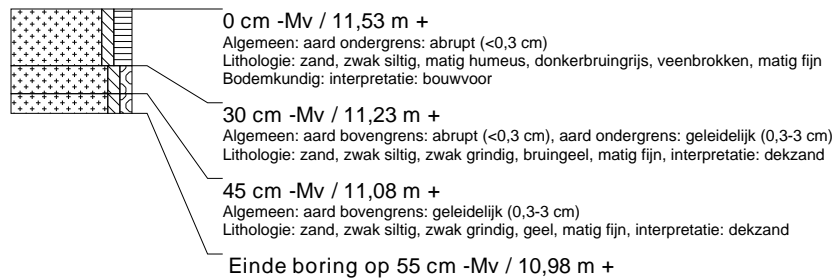 0 cm -Mv / 11,53 m +
Algemeen: aard ondergrens: abrupt (<0,3 cm)
Lithologie: zand, zwak siltig, matig humeus, donkerbruingrijs, veenbrokken, matig fijn
Bodemkundig: interpretatie: bouwvoor
30 cm -Mv / 11,23 m +
Algemeen: aard bovengrens: abrupt (<0,3 cm), aard ondergrens: geleidelijk (0,3-3 cm)
Lithologie: zand, zwak siltig, zwak grindig, bruingeel, matig fijn, interpretatie: dekzand
45 cm -Mv / 11,08 m +
Algemeen: aard bovengrens: geleidelijk (0,3-3 cm)
Lithologie: zand, zwak siltig, zwak grindig, geel, matig fijn, interpretatie: dekzand
Einde boring op 55 cm -Mv / 10,98 m +